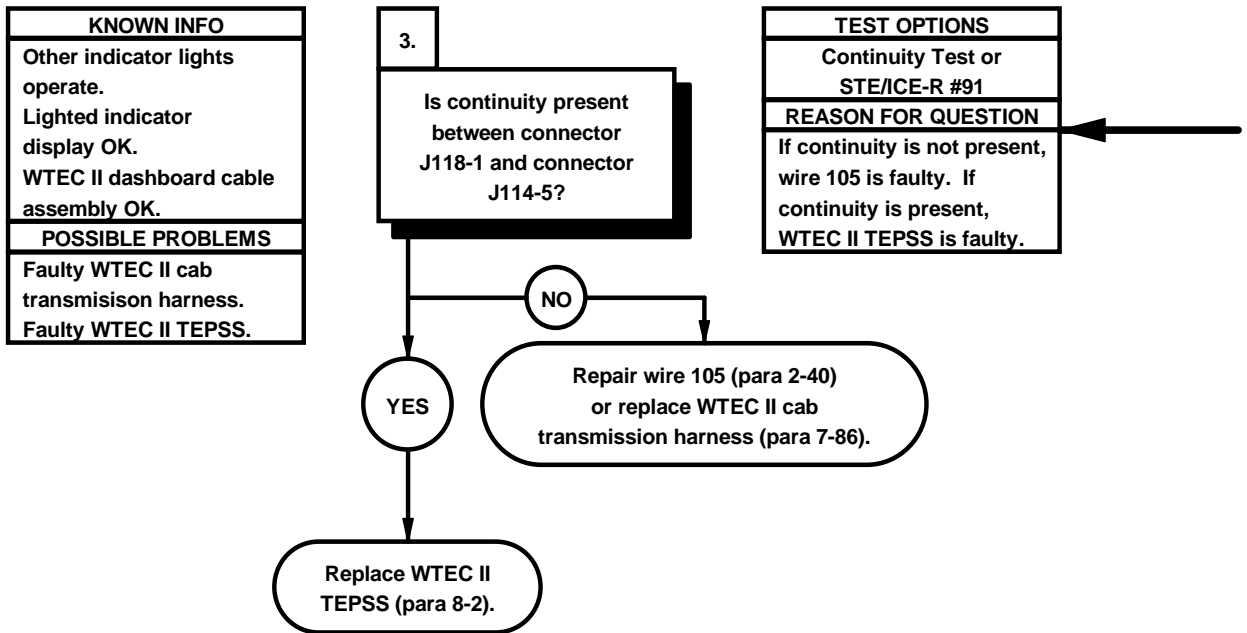 KNOWN INFO
Other indicator lights
operate.
Lighted indicator
display OK.
WTEC II dashboard cable
assembly OK.
POSSIBLE PROBLEMS
Faulty WTEC II cab
transmisison harness.
Faulty WTEC II TEPSS.
3.
Is continuity present
between connector
J118-1 and connector
J114-5?
TEST OPTIONS
Continuity Test or
STE/ICE-R #91
REASON FOR QUESTION
If continuity is not present,
wire 105 is faulty. If
continuity is present,
WTEC II TEPSS is faulty.
NO
YES
Repair wire 105 (para 2-40)
or replace WTEC II cab
transmission harness (para 7-86).
Replace WTEC II
TEPSS (para 8-2).